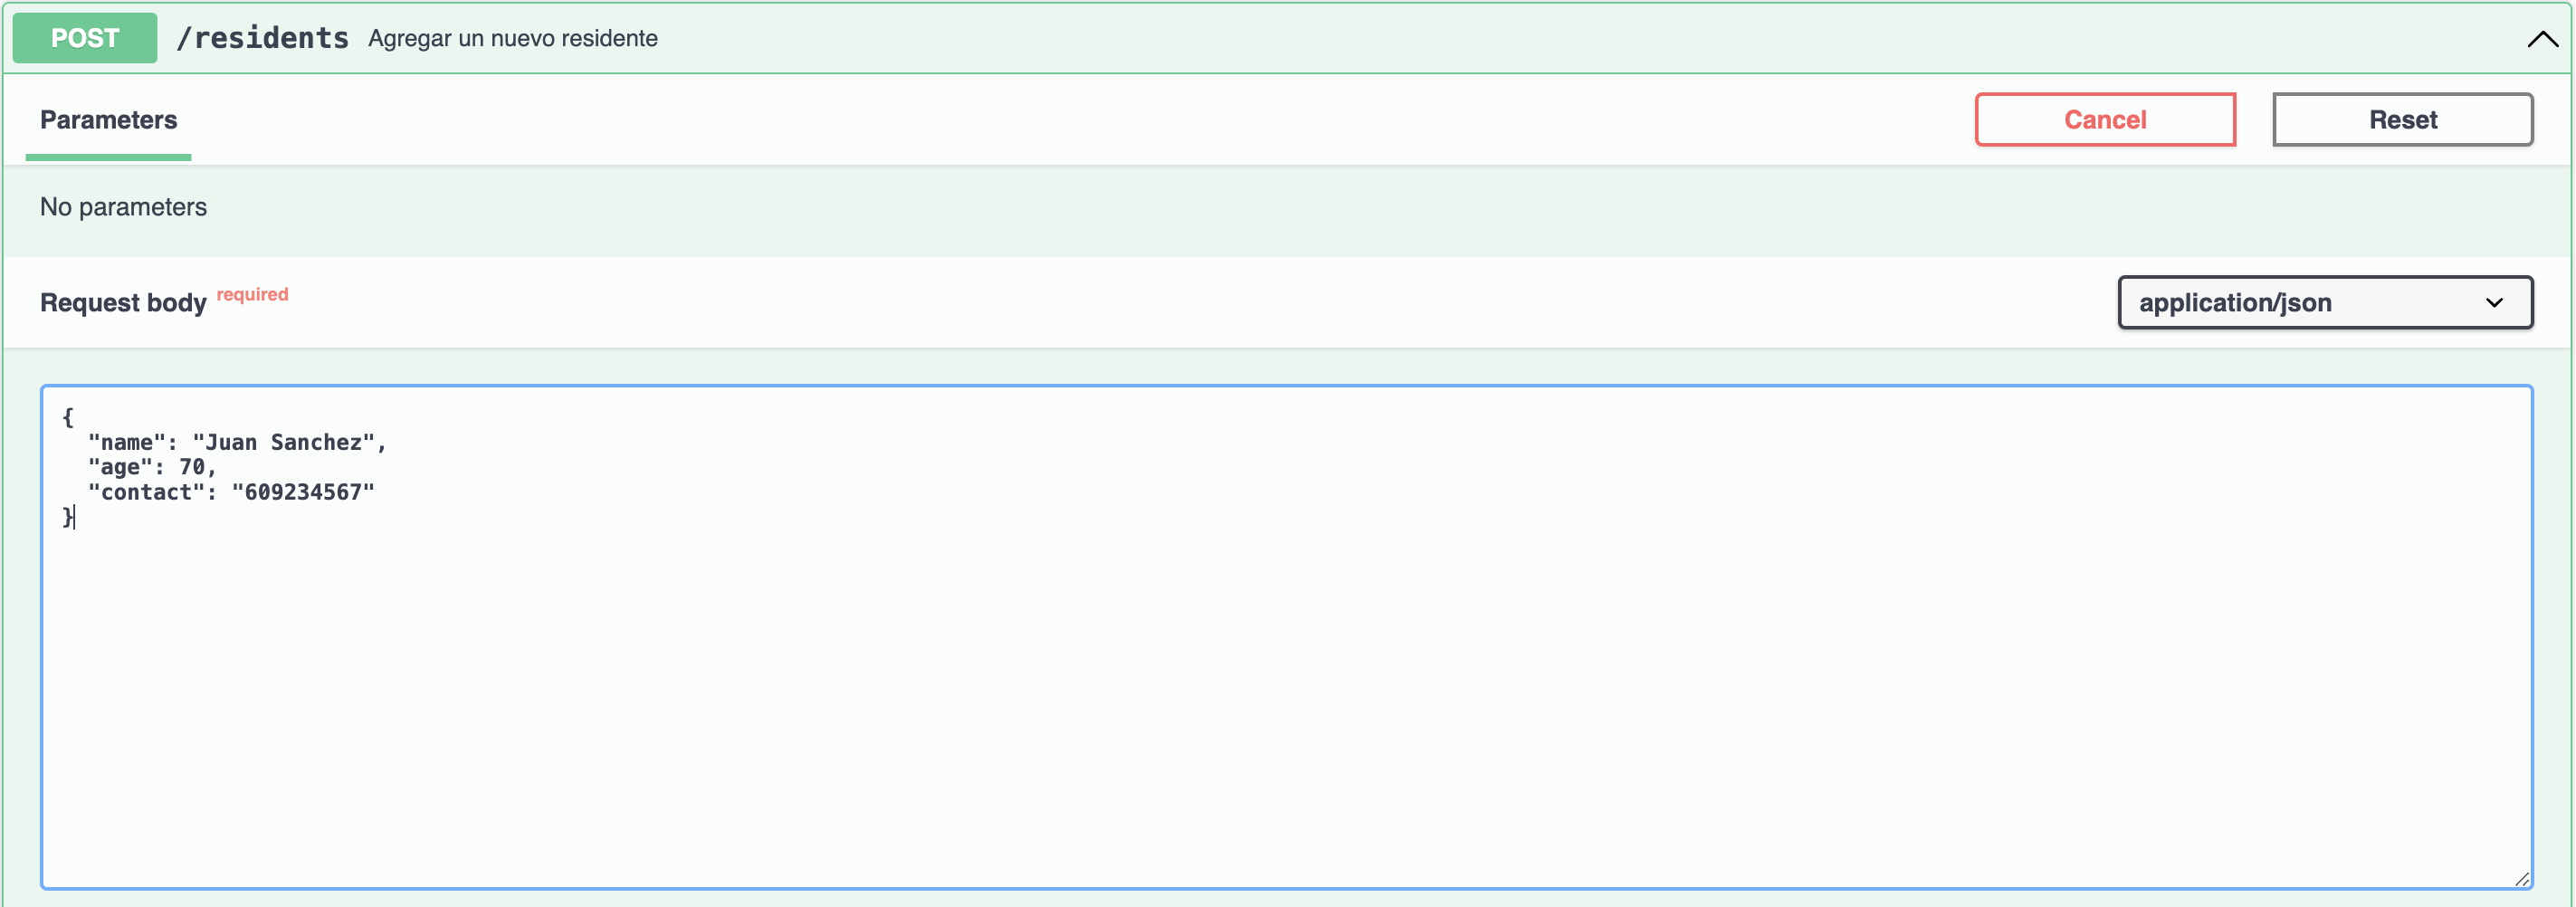 POST /residents Agregar un nuevo residente
Parameters
Cancel
Reset
No parameters
Request body required
application/json
{
  "name": "Juan Sanchez",
  "age": 70,
  "contact": "609234567"
}